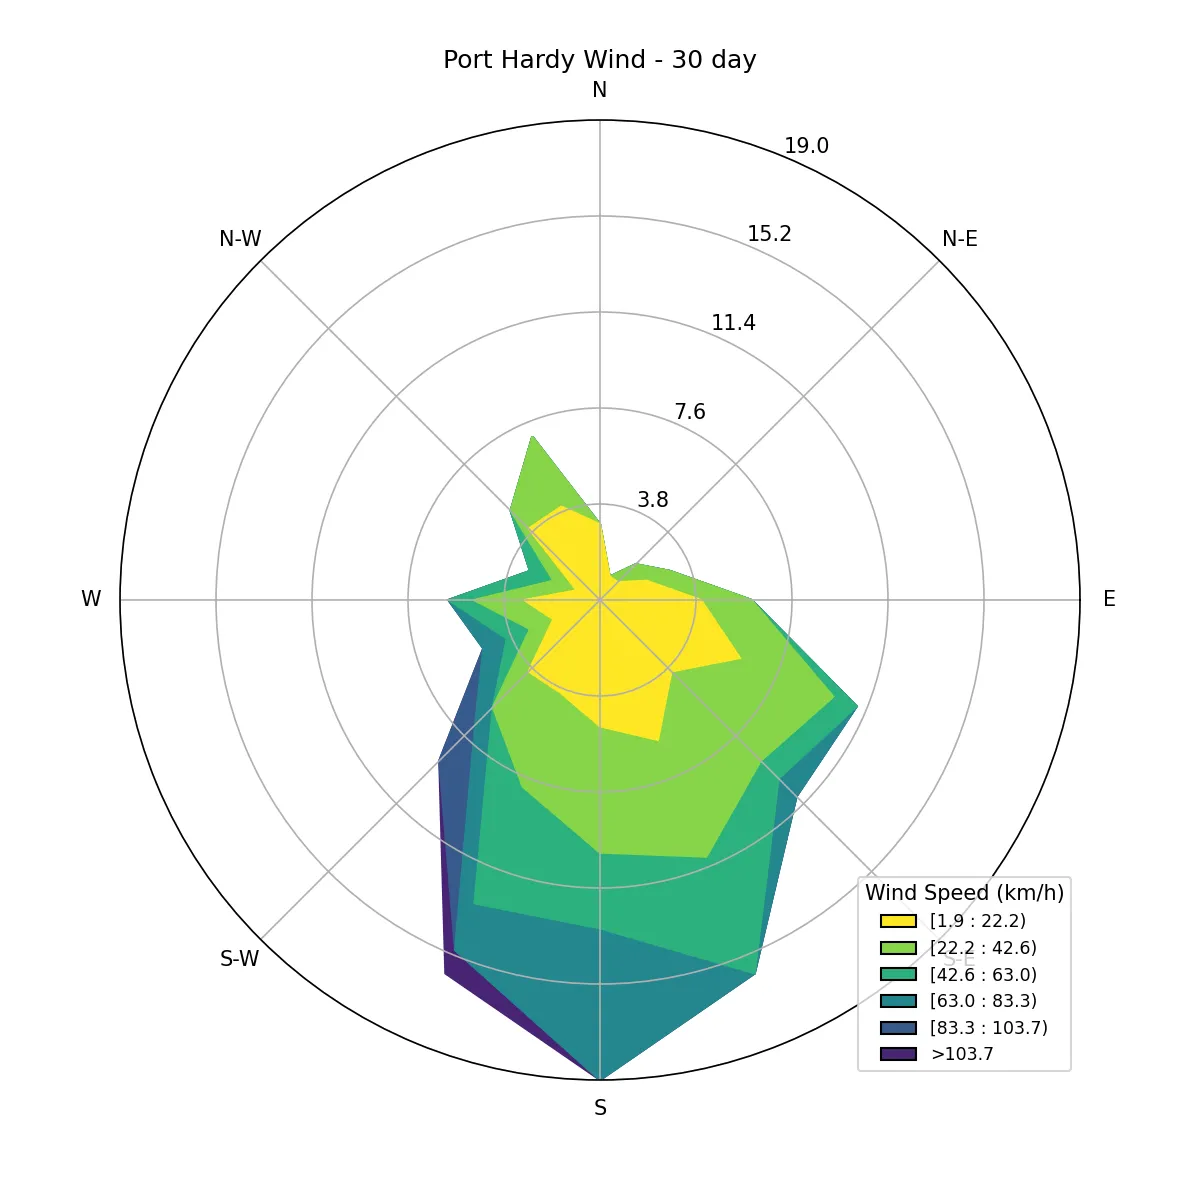 Port Hardy Wind - 30 day
N
19.0
15.2
N-W
N-E
11.4
7.6
3.8
W
E
S-W
S-E
S
Wind Speed (km/h)
[1.9 : 22.2)
[22.2 : 42.6)
[42.6 : 63.0)
[63.0 : 83.3)
[83.3 : 103.7)
>103.7